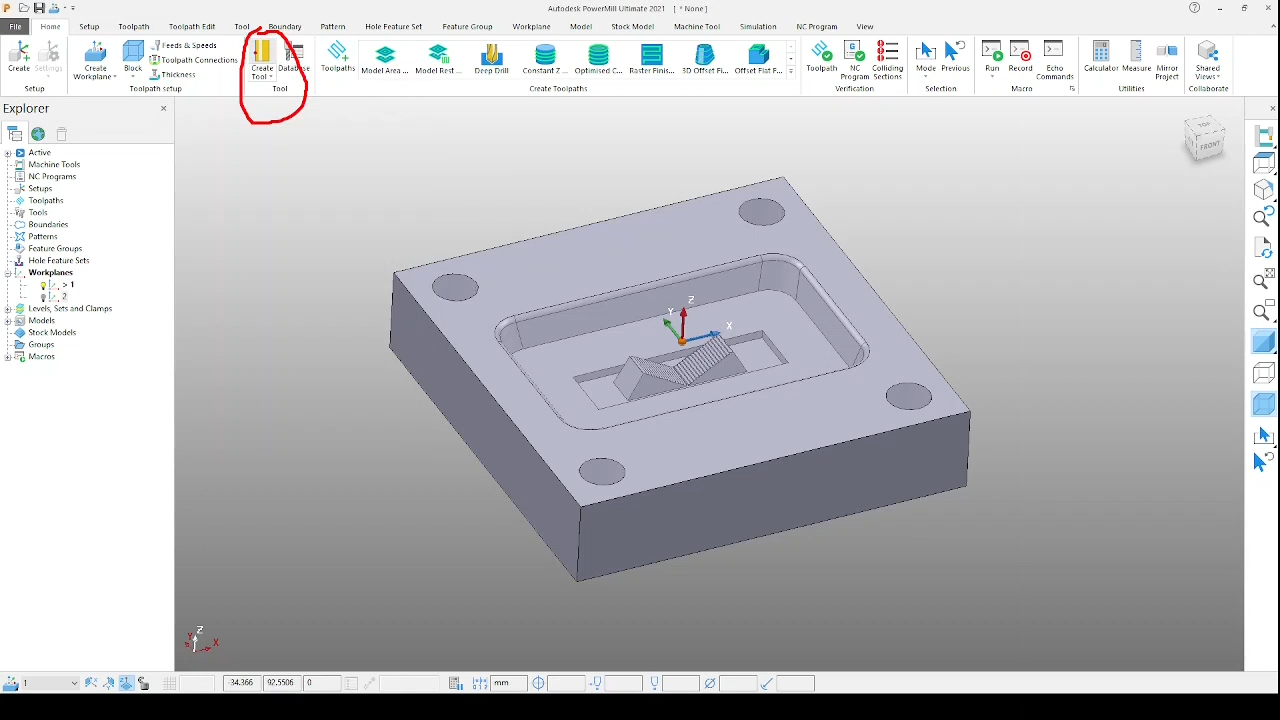 Autodesk PowerMill Ultimate 2021 [ * None ]
File Home Setup Toolpath Toolpath Edit Tool Boundary Pattern Hole Feature Set Feature Group Workplane Model Stock Model Machine Tool Simulation NC Program View
Create Settings Create Workplane Block Feeds & Speeds Toolpath Connections Thickness Create Tool Database Toolpaths Model Area ... Model Rest ... Deep Drill Constant Z ... Optimised C... Raster Finis... 3D Offset Fi... Offset Flat F... Toolpath NC Program Colliding Sections Mode Previous Run Record Echo Commands Calculator Measure Mirror Project Shared Views
Setup Toolpath setup Tool Create Toolpaths Verification Selection Macro Utilities Collaborate
Explorer
Active
Machine Tools
NC Programs
Setups
Toolpaths
Tools
Boundaries
Patterns
Feature Groups
Hole Feature Sets
Workplanes
> 1
2
Levels, Sets and Clamps
Models
Stock Models
Groups
Macros
TOP
FRONT
Z
Y
X
Z
Y
X
1 -34.366 92.5506 0 mm